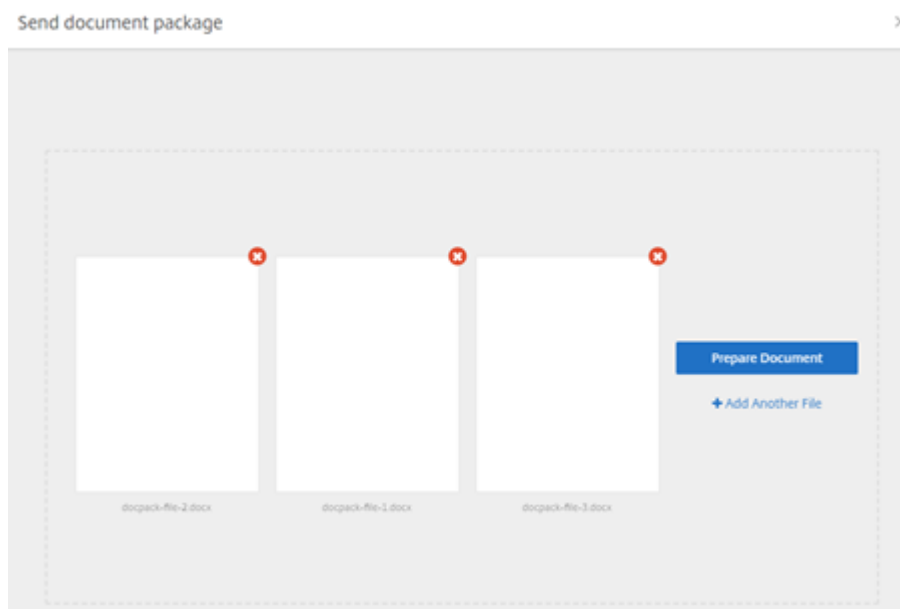 Send document package
Prepare Document
+ Add Another File
docpack-file-2.docx
docpack-file-1.docx
docpack-file-3.docx